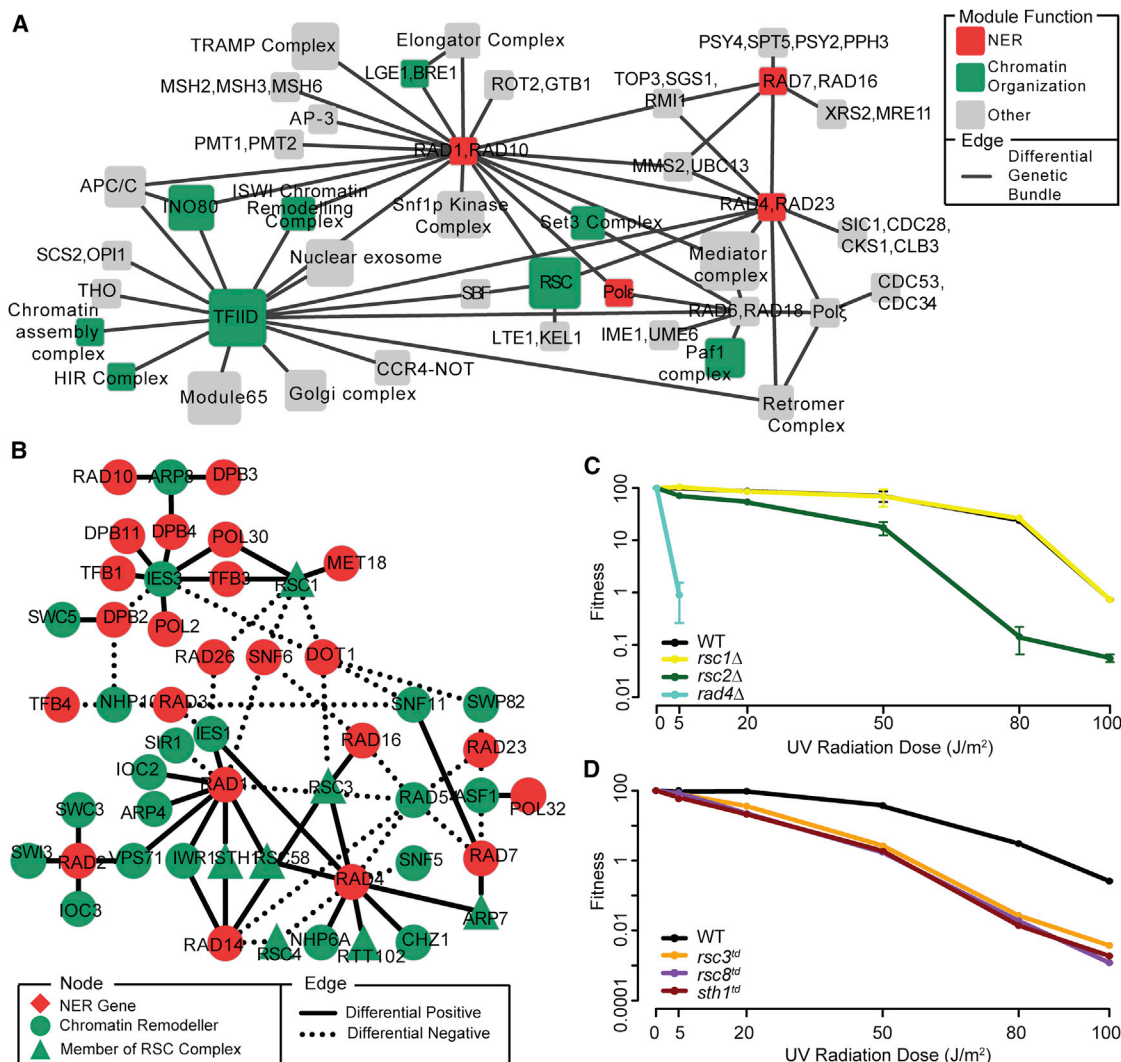 A
TRAMP Complex
Elongator Complex
LGE1,BRE1
MSH2,MSH3,MSH6
ROT2,GTB1
AP-3
PMT1,PMT2
RAD1,RAD10
APC/C
INO80
ISWI Chromatin
Remodelling
Complex
Snf1p Kinase
Complex
Nuclear exosome
SCS2,OPI1
THO
TFIID
Chromatin
assembly
complex
HIR Complex
Module65
Golgi complex
CCR4-NOT
SBF
RSC
LTE1,KEL1
Polε
Set3 Complex
PSY4,SPT5,PSY2,PPH3
TOP3,SGS1,
RMI1
RAD7,RAD16
XRS2,MRE11
MMS2,UBC13
RAD4,RAD23
SIC1,CDC28,
CKS1,CLB3
Mediator
complex
CDC53,
CDC34
RAD6,RAD18
Polζ
IME1,UME6
Paf1
complex
Retromer
Complex
Module Function
NER
Chromatin
Organization
Other
Edge
Differential
Genetic
Bundle
B
RAD10
ARP8
DPB3
DPB11
DPB4
POL30
MET18
TFB1
IES3
TFB3
RSC1
SWC5
DPB2
POL2
RAD26
SNF6
DOT1
TFB4
NHP10
RAD3
SNF11
SWP82
IES1
SIR1
RAD16
RAD23
IOC2
RAD1
RSC3
RAD54
ASF1
POL32
ARP4
SWC3
SWI3
RAD2
VPS71
IWR1
STH1
RSC58
SNF5
RAD7
RAD4
IOC3
ARP7
RAD14
RSC4
NHP6A
RTT102
CHZ1
Node
NER Gene
Chromatin Remodeller
Member of RSC Complex
Edge
Differential Positive
Differential Negative
C
Fitness
100
10
1
0.1
0.01
WT
rsc1Δ
rsc2Δ
rad4Δ
0
5
20
50
80
100
UV Radiation Dose (J/m²)
D
Fitness
100
1
0.01
0.0001
WT
rsc3td
rsc8td
sth1td
0
5
20
50
80
100
UV Radiation Dose (J/m²)